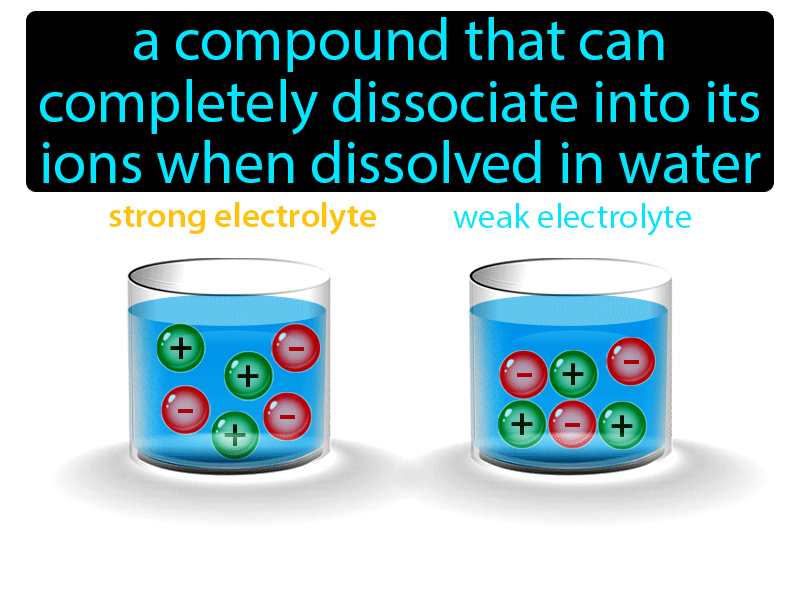 a compound that can
completely dissociate into its
ions when dissolved in water
strong electrolyte weak electrolyte
+ - + - - +
- + - + - +